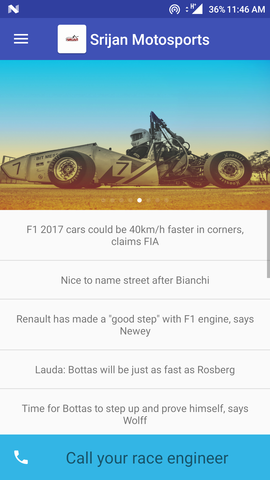 36% 11:46 AM
Srijan Motosports
7
7
F1 2017 cars could be 40km/h faster in corners,
claims FIA
Nice to name street after Bianchi
Renault has made a "good step" with F1 engine, says
Newey
Lauda: Bottas will be just as fast as Rosberg
Time for Bottas to step up and prove himself, says
Wolff
Call your race engineer